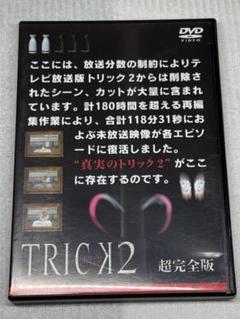 DVD
VIDEO
ここには、放送分数の制約によりテ
レビ放送版トリック2からは削除さ
れたシーン、カットが大量に含まれ
ています。計180時間を超える再編
集作業により、合計118分31秒にお
よぶ未放送映像が各エピソ
ードに復活しました。
“真実のトリック2”がここ
に存在するのです。
TRICK2
超完全版